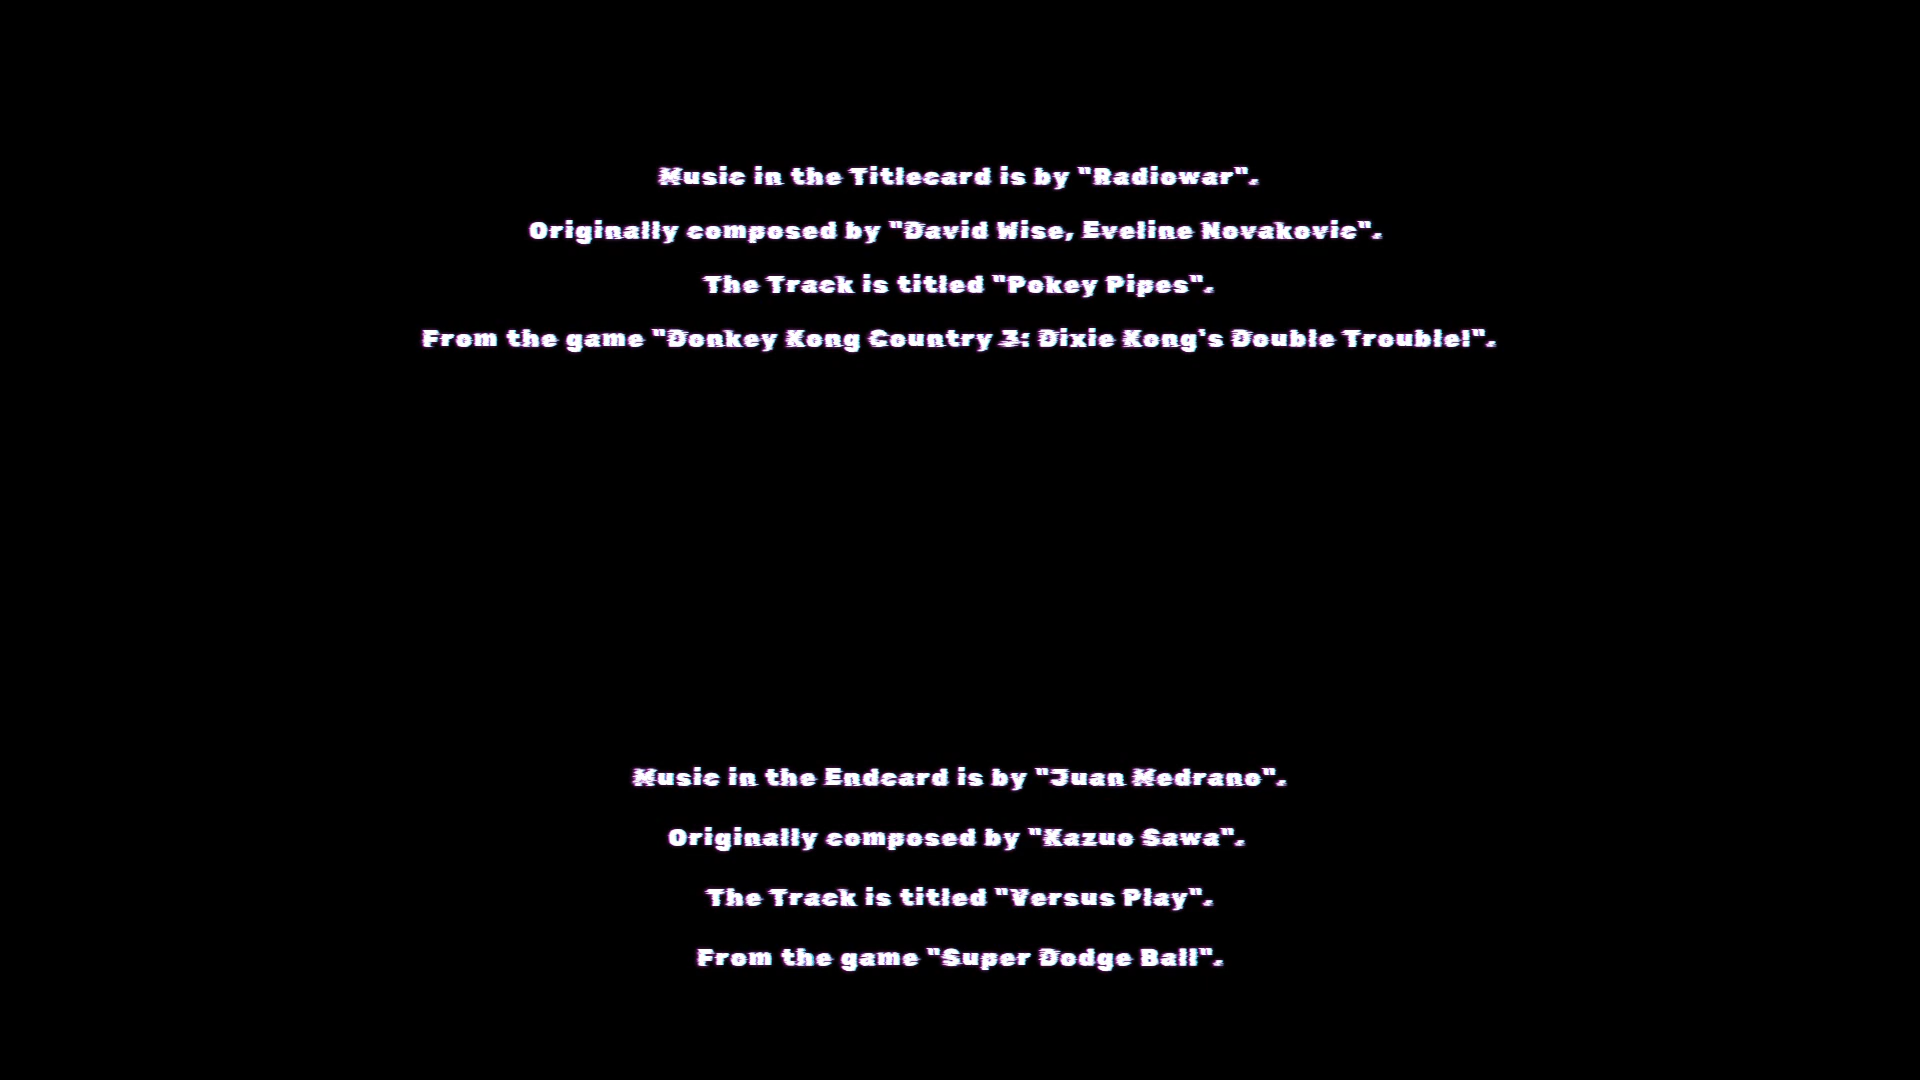 Music in the Titlecard is by "Radiowar".
Originally composed by "David Wise, Eveline Novakovic".
The Track is titled "Pokey Pipes".
From the game "Donkey Kong Country 3: Dixie Kong's Double Trouble!".
Music in the Endcard is by "Juan Medrano".
Originally composed by "Kazuo Sawa".
The Track is titled "Versus Play".
From the game "Super Dodge Ball".